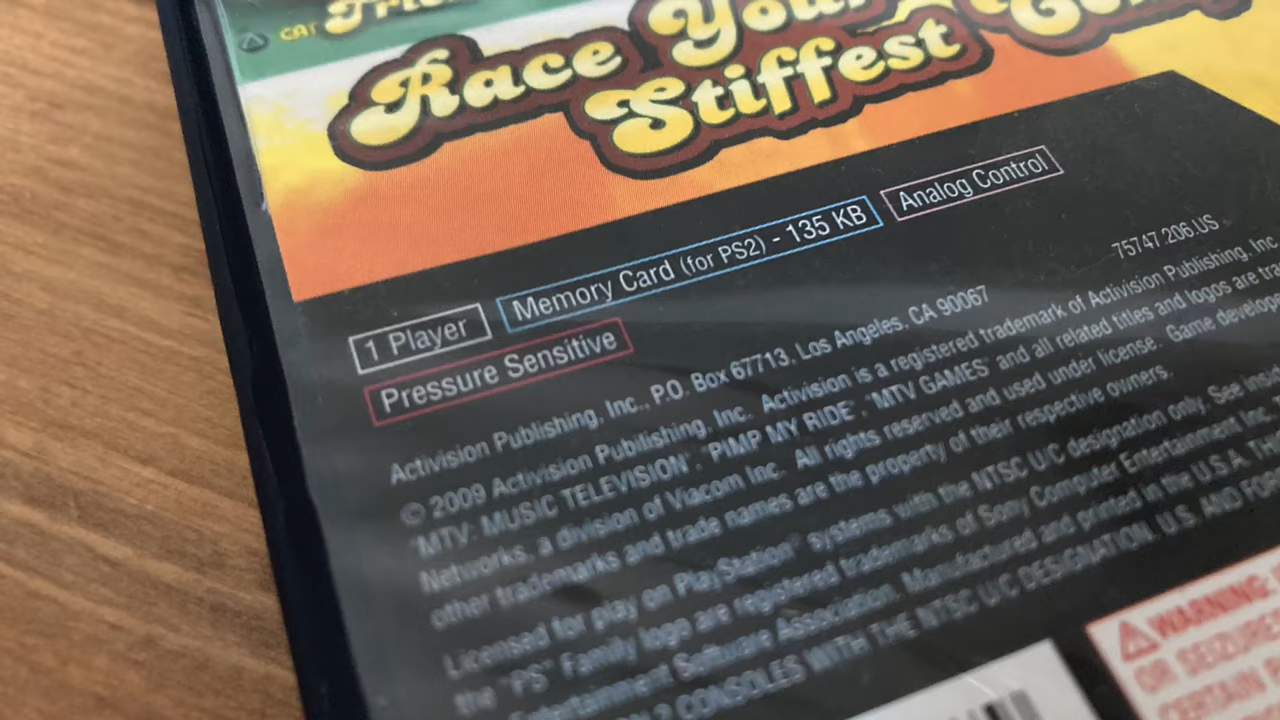 CAT
Race Your
Stiffest
1 Player
Memory Card (for PS2) - 135 KB
Analog Control
Pressure Sensitive
75747.206.US
Activision Publishing, Inc., P.O. Box 67713, Los Angeles, CA 90067
© 2009 Activision Publishing, Inc. Activision is a registered trademark of Activision Publishing, Inc.
MTV: MUSIC TELEVISION", "PIMP MY RIDE", "MTV GAMES" and all related titles and logos are
Networks, a division of Viacom Inc. All rights reserved and used under license. Game
other trademarks and trade names are the property of their respective owners.
Licensed for play on PlayStation® systems with the NTSC U/C designation only. See
the "PS" Family logo are registered trademarks of Sony Computer Entertainment Inc.
Entertainment Software Association. Manufactured and printed in the U.S.A.
2 CONSOLES WITH THE NTSC U/C DESIGNATION. U.S. AND
WARNING:
OR
CERTAIN